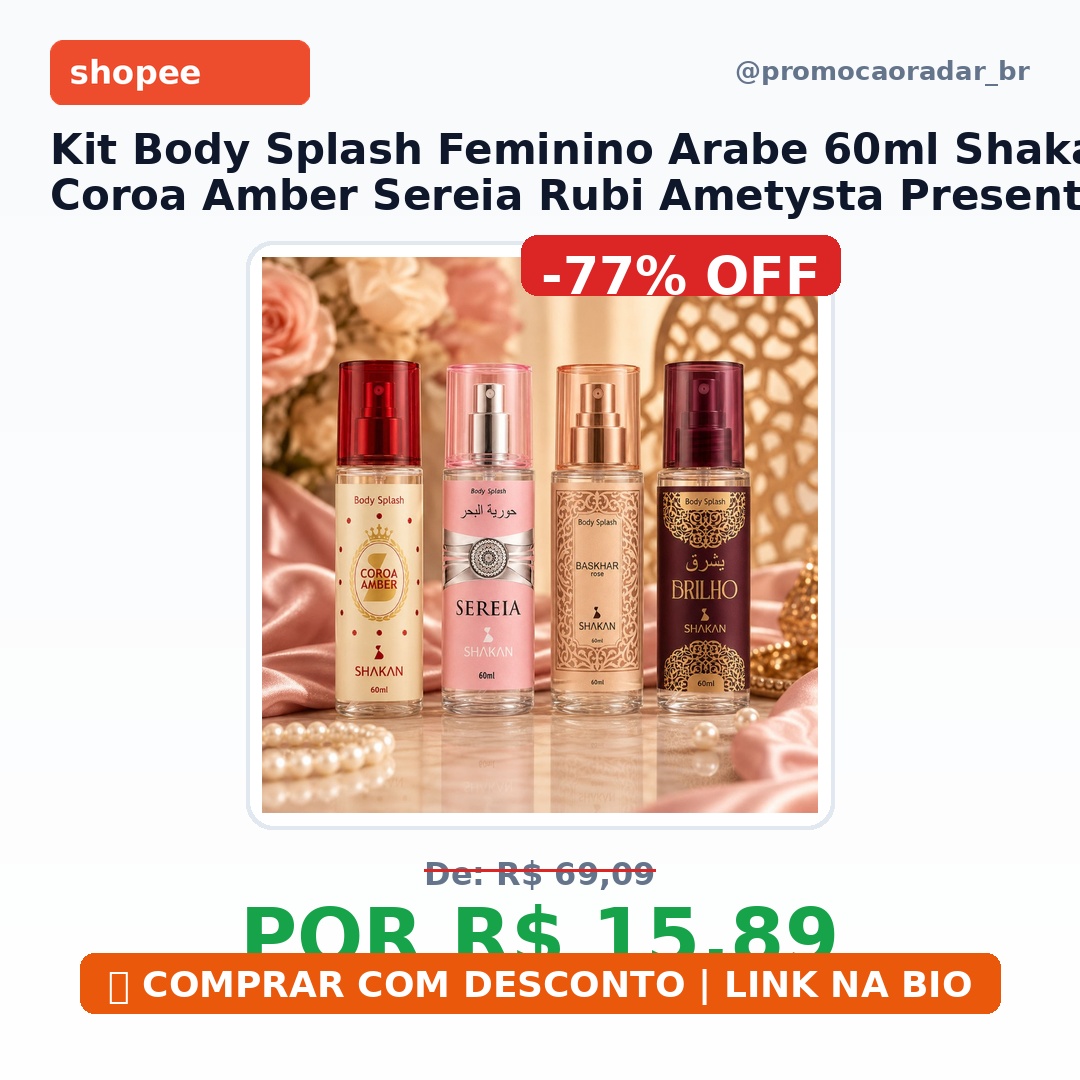 shopee
@promocaoradar_br
Kit Body Splash Feminino Arabe 60ml Shaka
Coroa Amber Sereia Rubi Ametysta Present
-77% OFF
Body Splash
COROA
AMBER
SHAKAN
60ml
Body Splash
حورية البحر
SEREIA
SHAKAN
60ml
Body Splash
BASKHAR
rose
SHAKAN
60ml
60ml
Body Splash
يشرق
BRILHO
SHAKAN
60ml
De: R$ 69,09
POR R$ 15,89
COMPRAR COM DESCONTO | LINK NA BIO